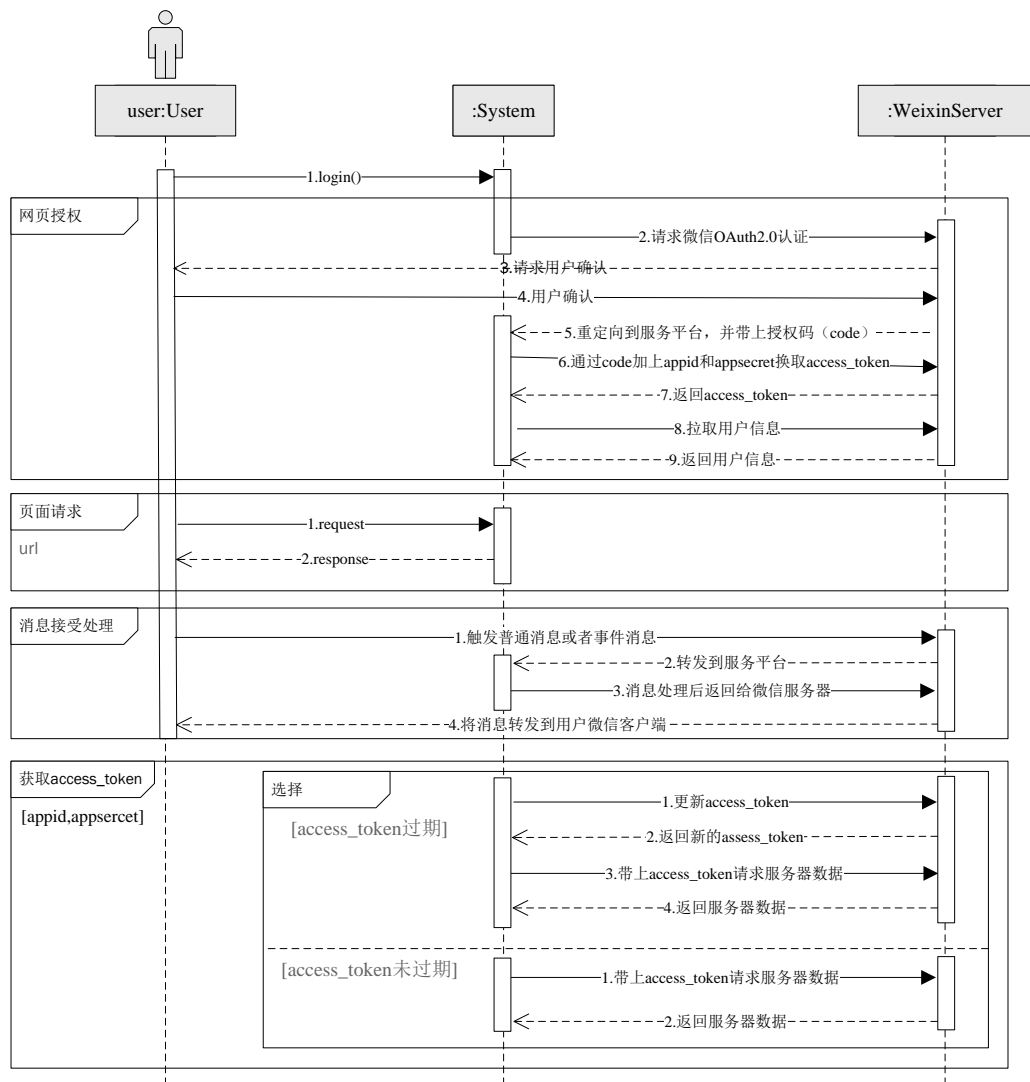 user:User
:System
:WeixinServer
1.login()
网页授权
2.请求微信OAuth2.0认证
3.请求用户确认
4.用户确认
5.重定向到服务平台，并带上授权码（code）
6.通过code加上appid和appsecret换取access_token
7.返回access_token
8.拉取用户信息
9.返回用户信息
页面请求
url
1.request
2.response
消息接受处理
1.触发普通消息或者事件消息
2.转发到服务平台
3.消息处理后返回给微信服务器
4.将消息转发到用户微信客户端
获取access_token
[appid,appsercet]
选择
[access_token过期]
1.更新access_token
2.返回新的assess_token
3.带上access_token请求服务器数据
4.返回服务器数据
[access_token未过期]
1.带上access_token请求服务器数据
2.返回服务器数据